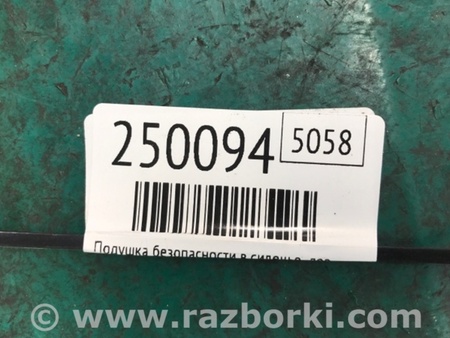 250094 5058
Подушка безопасности в сиденье
© www.razborki.com